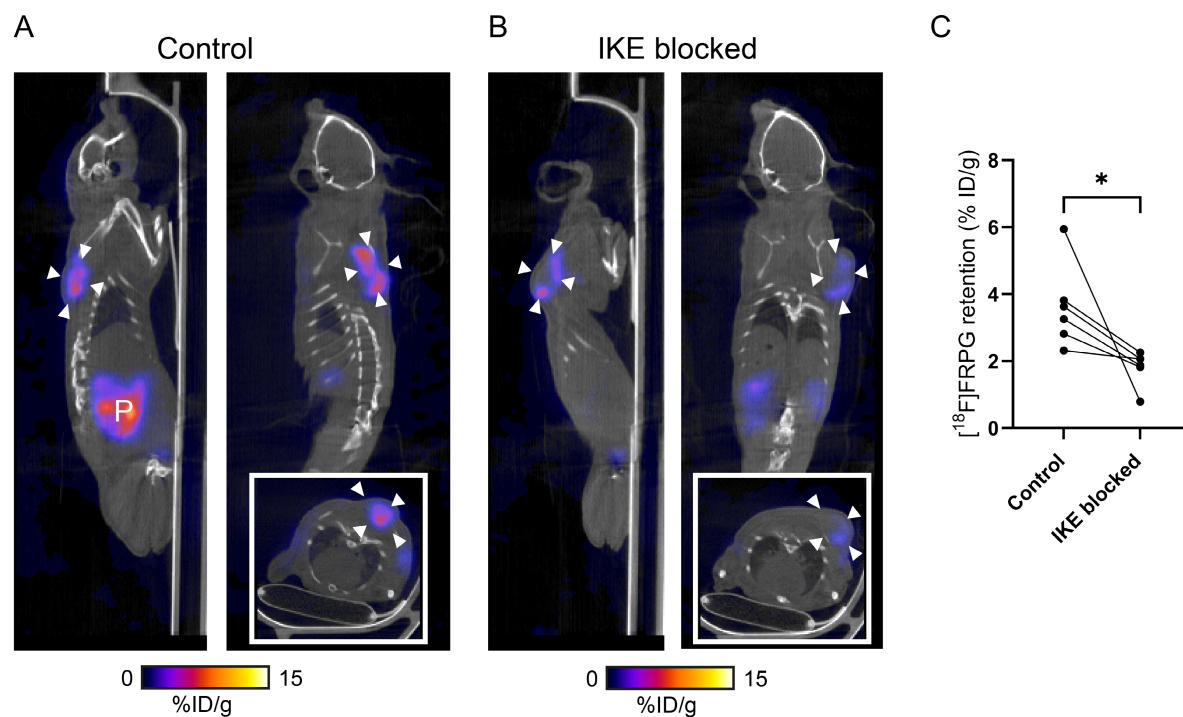 A
Control
B
IKE blocked
C
P
0
15
%ID/g
0
15
%ID/g
[¹⁸F]FRPG retention (% ID/g)
8
6
4
2
0
*
Control
IKE blocked